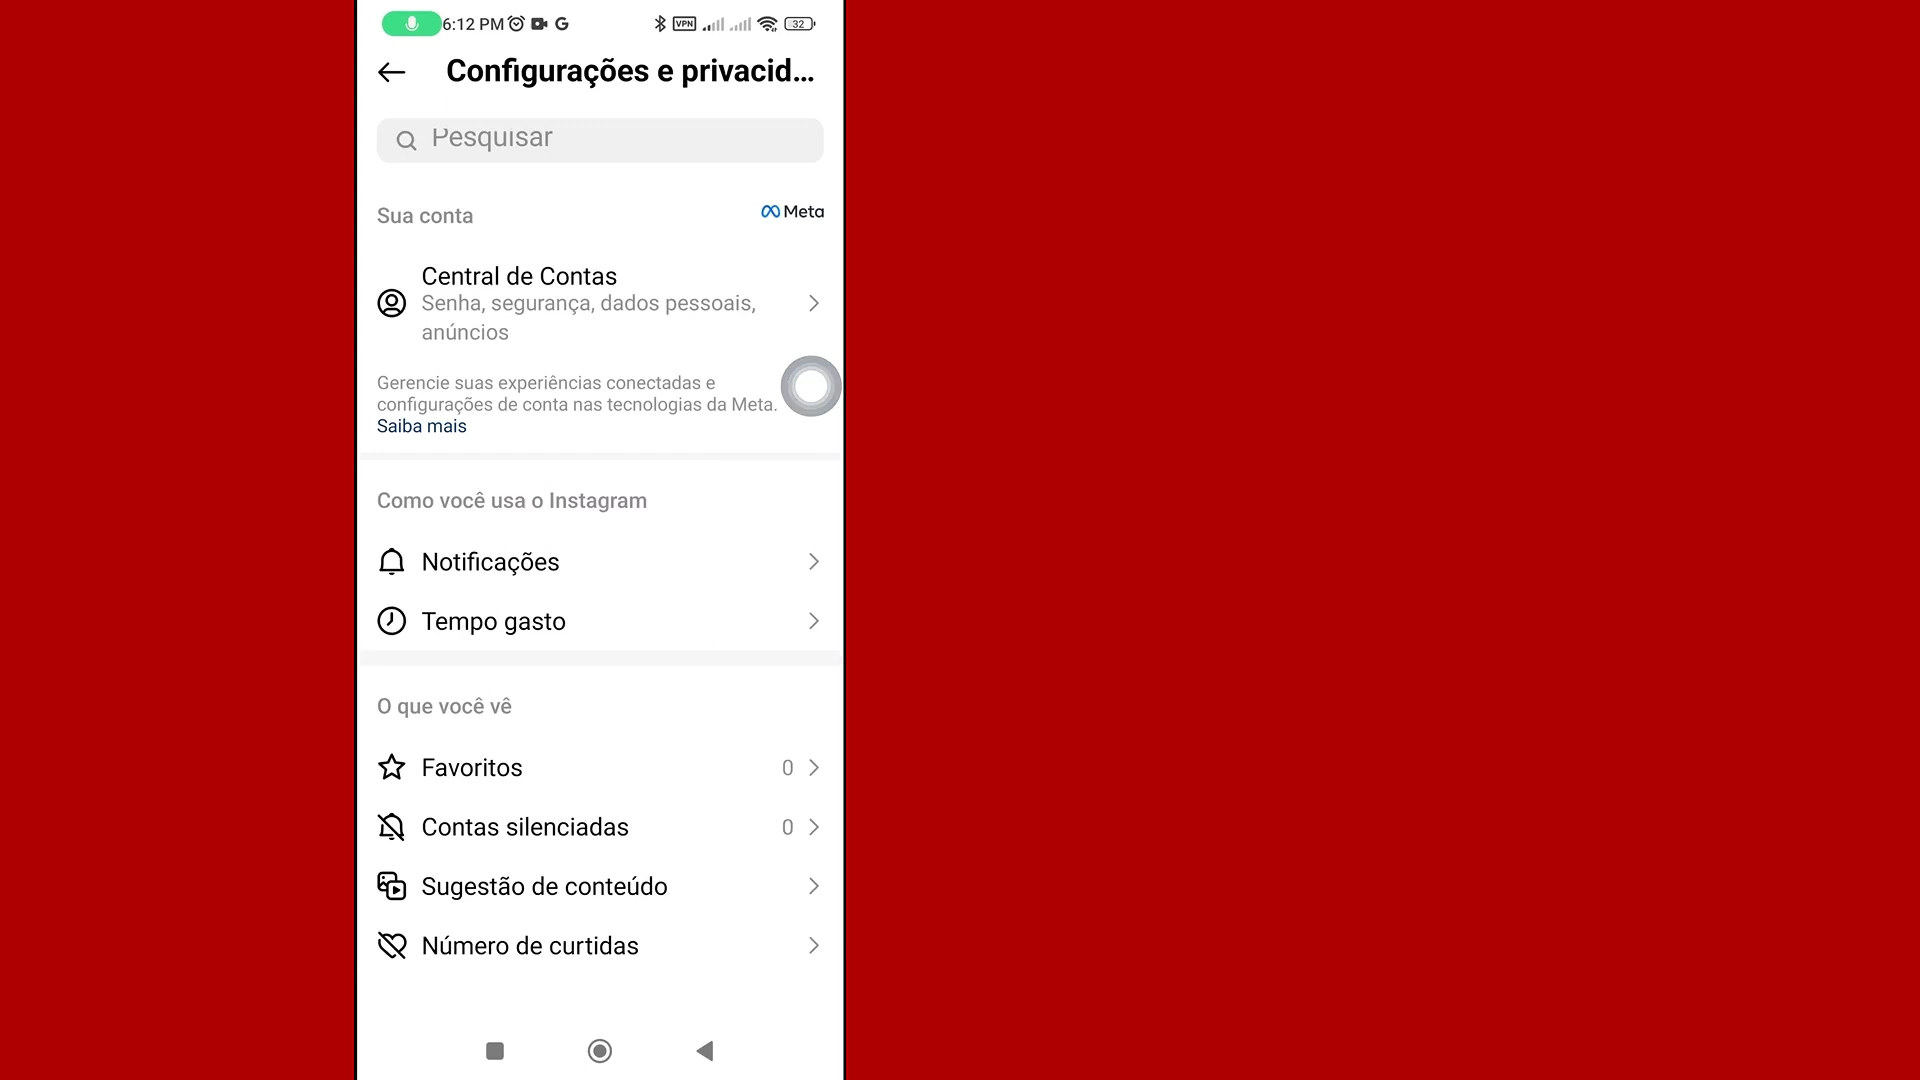 6:12 PM VPN 32
Configurações e privacid...
Pesquisar
Sua conta
Meta
Central de Contas
Senha, segurança, dados pessoais,
anúncios
Gerencie suas experiências conectadas e
configurações de conta nas tecnologias da Meta.
Saiba mais
Como você usa o Instagram
Notificações
Tempo gasto
O que você vê
Favoritos 0
Contas silenciadas 0
Sugestão de conteúdo
Número de curtidas